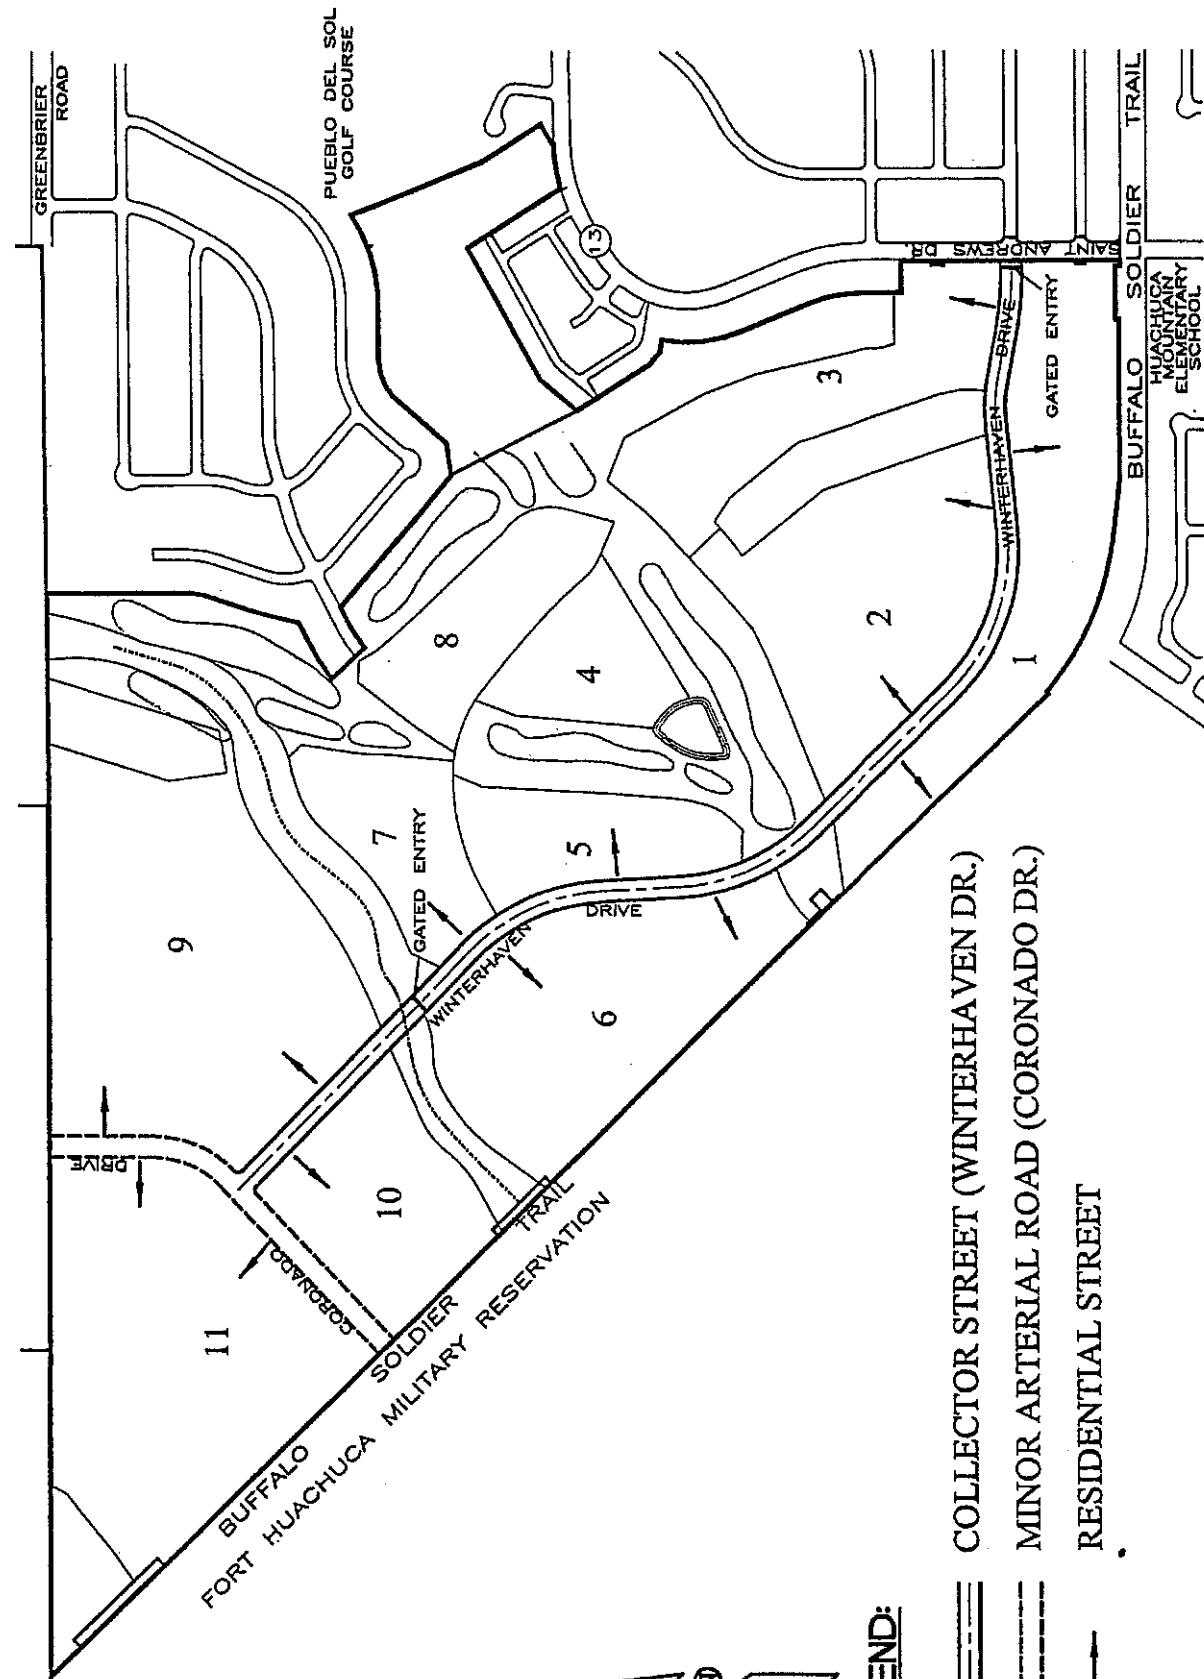 GREENBRIER
ROAD
PUEBLO DEL SOL
GOLF COURSE
13
SAINT ANDREWS DR.
BUFFALO SOLDIER TRAIL
HUACHUCA
MOUNTAIN
ELEMENTARY
SCHOOL
GATED ENTRY
WINTERHAVEN DRIVE
3
2
1
8
4
7
GATED ENTRY
5
WINTERHAVEN DRIVE
9
6
10
DRIVE
CORONADO
11
BUFFALO SOLDIER TRAIL
FORT HUACHUCA MILITARY RESERVATION
END:
COLLECTOR STREET (WINTERHAVEN DR.)
MINOR ARTERIAL ROAD (CORONADO DR.)
RESIDENTIAL STREET